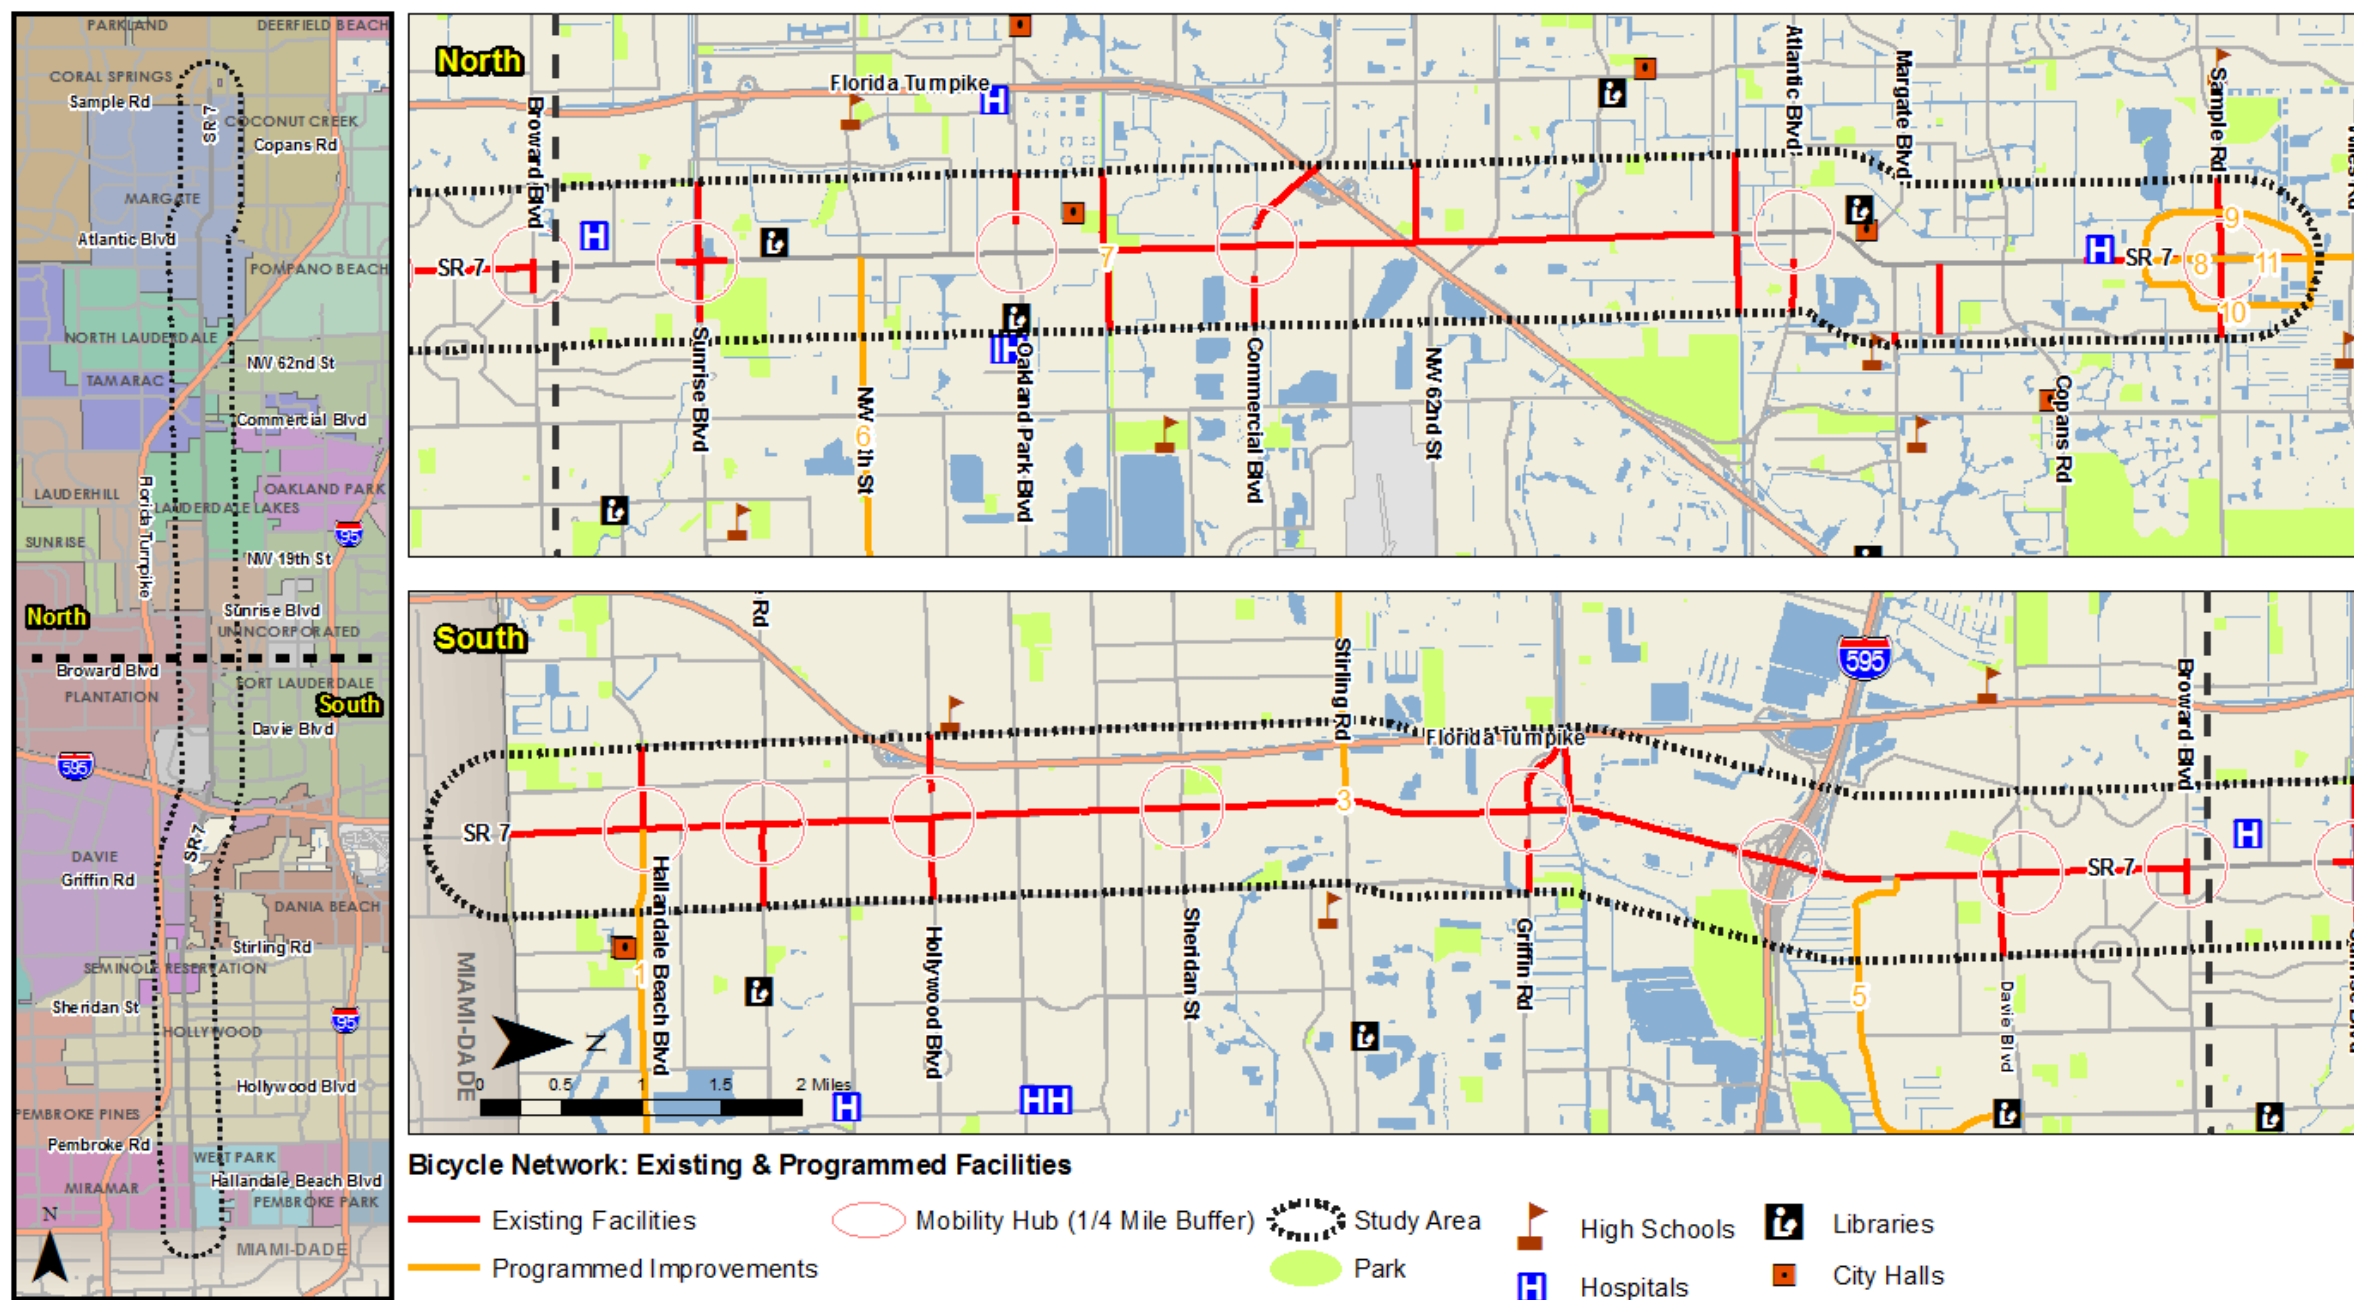 PARKLAND
DEERFIELD BEACH
CORAL SPRINGS
Sample Rd
SR 7
COCONUT CREEK
Copans Rd
MARGATE
Atlantic Blvd
POMPANO BEACH
NORTH LAUDERDALE
NW 62nd St
TAMARAC
Commercial Blvd
Florida Turnpike
LAUDERHILL
OAKLAND PARK
LAUDERDALE LAKES
95
SUNRISE
NW 19th St
North
Sunrise Blvd
UNINCORPORATED
Broward Blvd
PLANTATION
FORT LAUDERDALE
South
Davie Blvd
595
SR 7
DAVIE
Griffin Rd
DANIA BEACH
Stirling Rd
SEMINOLE RESERVATION
Sheridan St
95
HOLLYWOOD
Hollywood Blvd
PEMBROKE PINES
Pembroke Rd
WEST PARK
MIRAMAR
Hallandale Beach Blvd
PEMBROKE PARK
N
MIAMI-DADE
North
Florida Turnpike
H
Broward Blvd
H
SR 7
Sunrise Blvd
NW 6 th St
H
Oakland Park Blvd
7
Commercial Blvd
NW 62nd St
Atlantic Blvd
Margate Blvd
Copans Rd
Sample Rd
H
SR 7
8
9
10
11
South
Rd
Stirling Rd
Florida Turnpike
595
Broward Blvd
H
SR 7
3
SR 7
Hallandale Beach Blvd
1
Hollywood Blvd
Sheridan St
Griffin Rd
5
Davie Blvd
MIAMI-DADE
N
0 0.5 1 1.5 2 Miles
H
HH
Bicycle Network: Existing & Programmed Facilities
Existing Facilities
Mobility Hub (1/4 Mile Buffer)
Study Area
High Schools
Libraries
Programmed Improvements
Park
H
Hospitals
City Halls